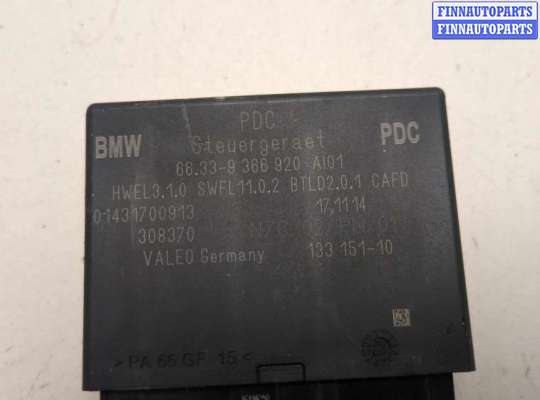 FINNAUTOPARTS
FINNAUTOPARTS
PDC
BMW Steuergeraet PDC
66.33-9 366 920-AI01
HWEL3.1.0 SWFL11.0.2 BTLD2.0.1 CAFD
01431700913 17.11.14
308370
VALEO Germany 133 151-10
>PA 66 GF 15<